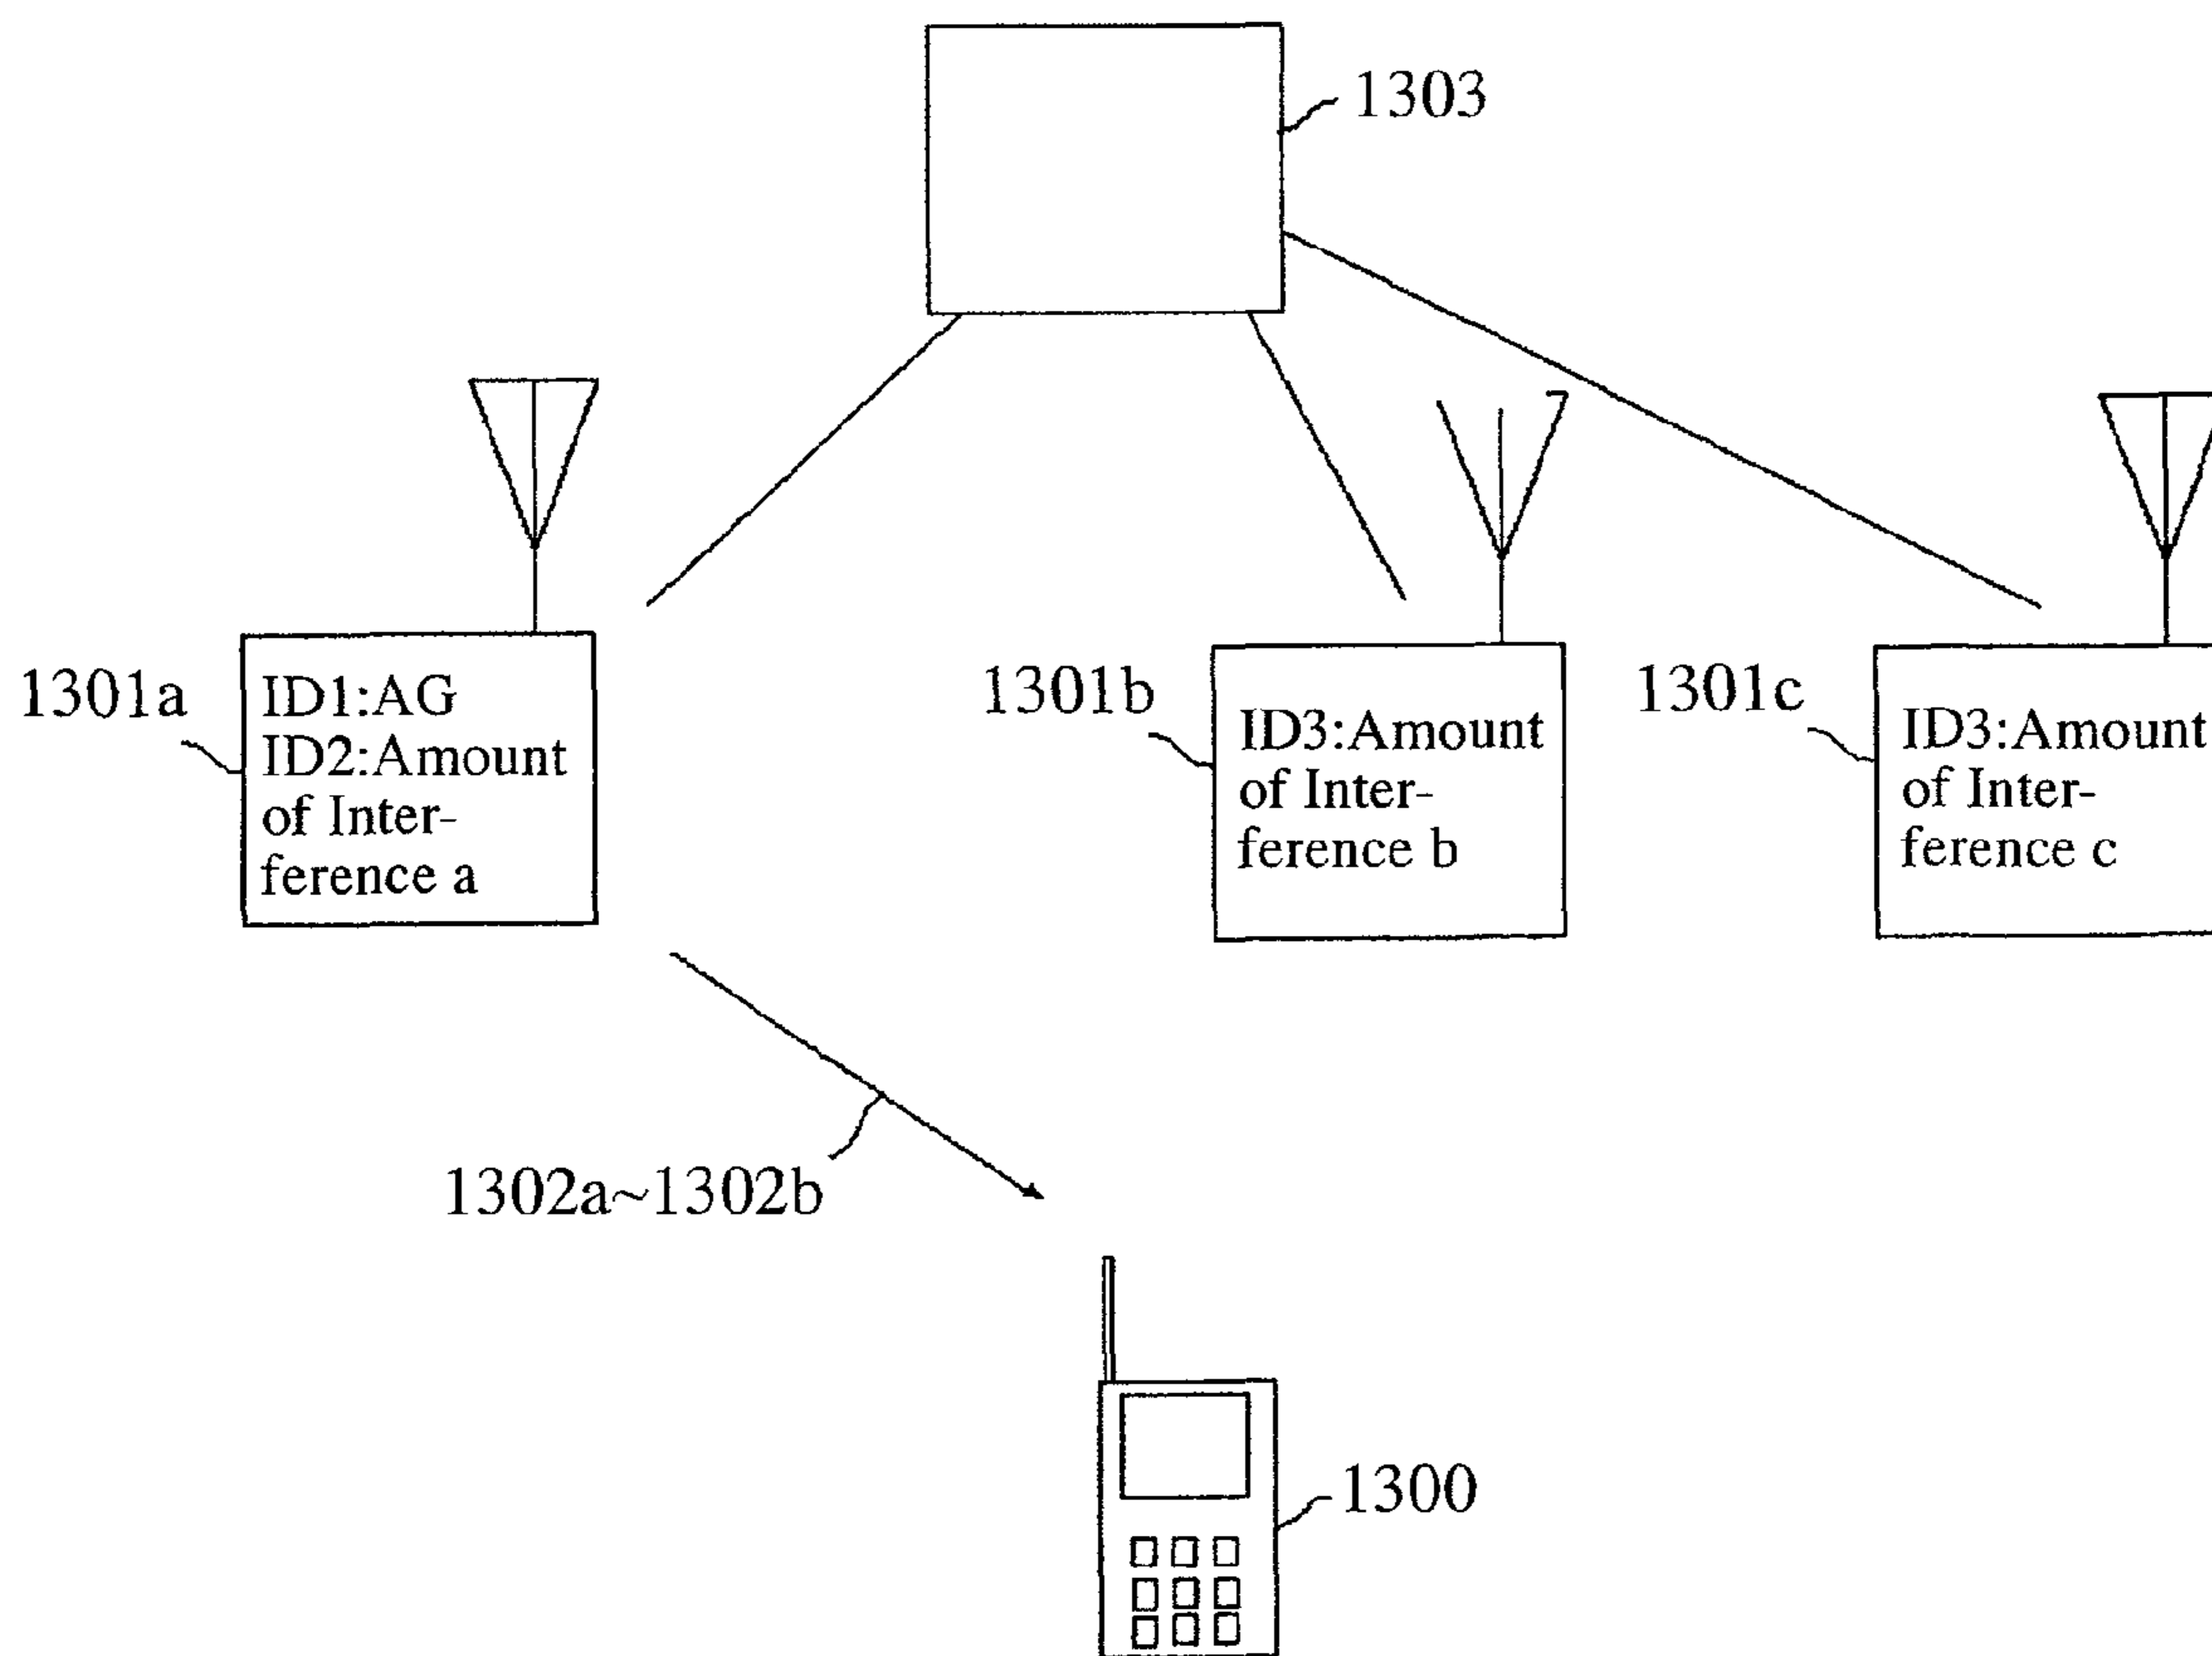 1303
1301a
ID1:AG
ID2:Amount
of Inter-
ference a
1301b
ID3:Amount
of Inter-
ference b
1301c
ID3:Amount
of Inter-
ference c
1302a~1302b
1300